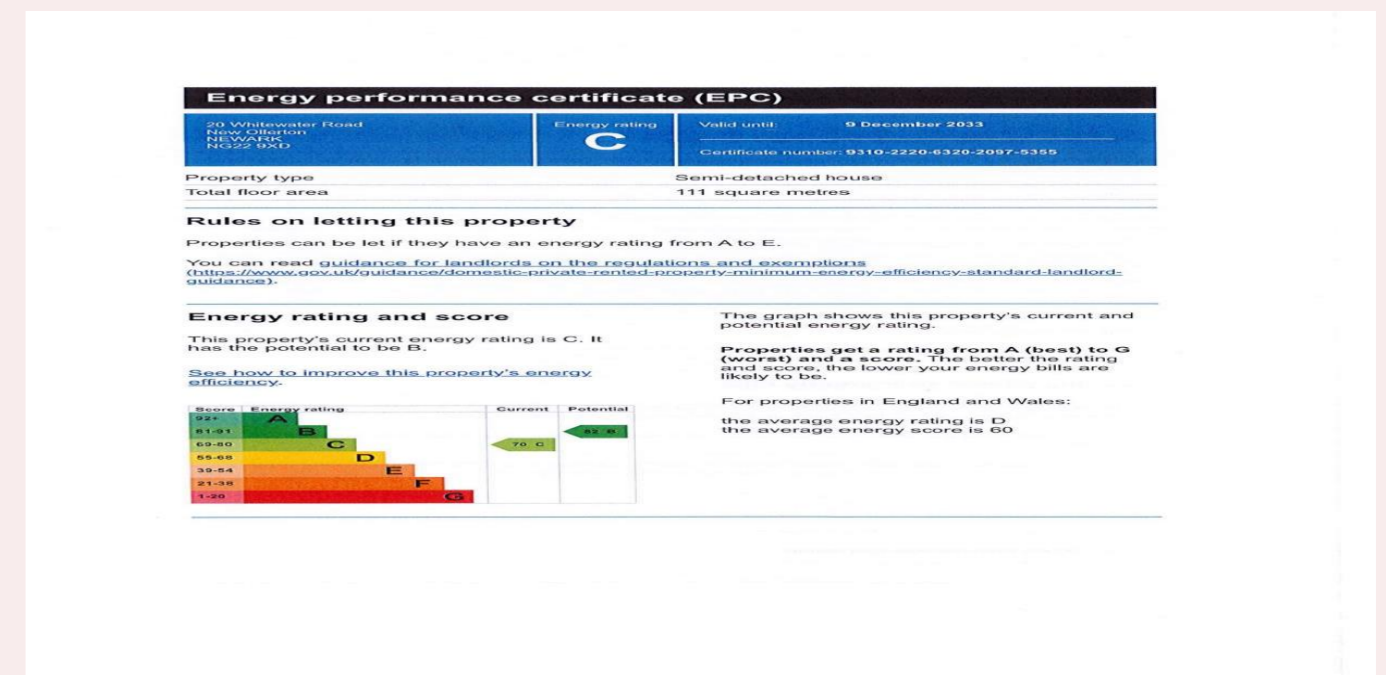 Energy performance certificate (EPC)
20 Whitewater Road
New Ollerton
NEWARK
NG22 9XD
Energy rating
C
Valid until: 9 December 2033
Certificate number: 9310-2220-6320-2097-5355
Property type Semi-detached house
Total floor area 111 square metres
Rules on letting this property
Properties can be let if they have an energy rating from A to E.
You can read guidance for landlords on the regulations and exemptions
(https://www.gov.uk/guidance/domestic-private-rented-property-minimum-energy-efficiency-standard-landlord-
guidance).
Energy rating and score
This property's current energy rating is C. It
has the potential to be B.
See how to improve this property's energy
efficiency.
Score Energy rating Current Potential
92+ A
81-91 B 82 B
69-80 C 70 C
55-68 D
39-54 E
21-38 F
1-20 G
The graph shows this property's current and
potential energy rating.
Properties get a rating from A (best) to G
(worst) and a score. The better the rating
and score, the lower your energy bills are
likely to be.
For properties in England and Wales:
the average energy rating is D
the average energy score is 60